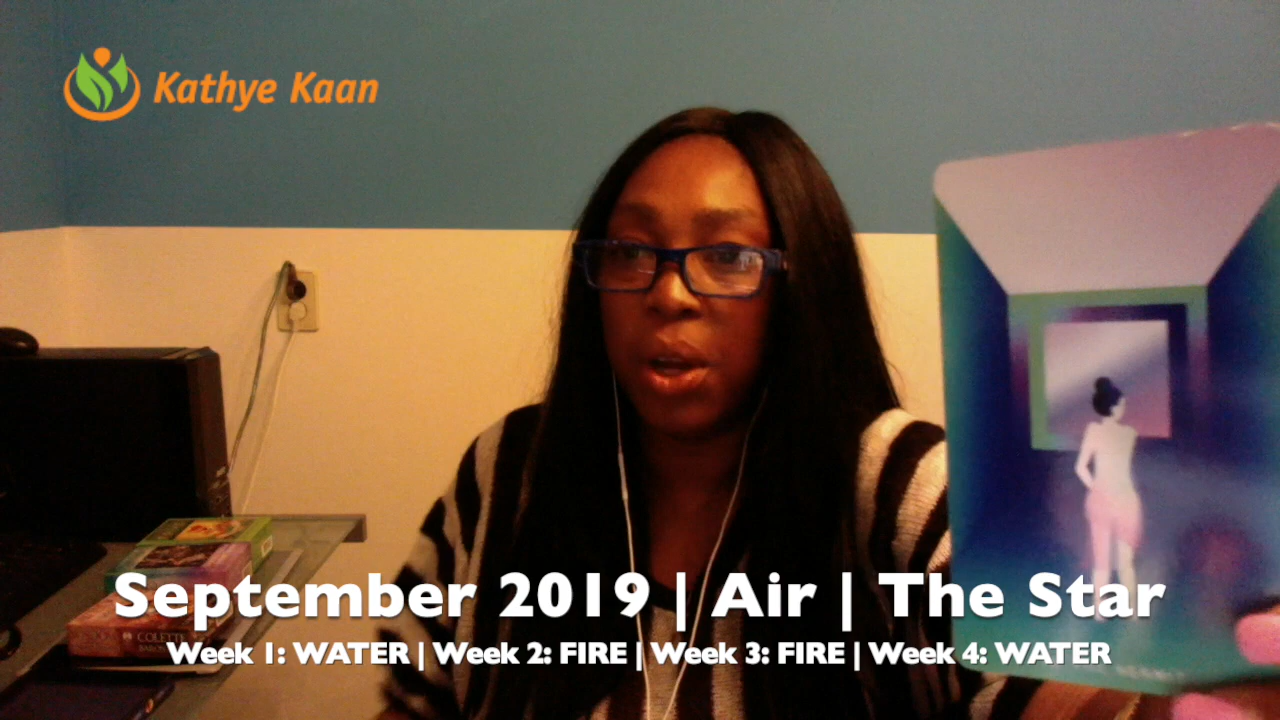 Kathye Kaan
September 2019 | Air | The Star
Week 1: WATER | Week 2: FIRE | Week 3: FIRE | Week 4: WATER
COLETTE